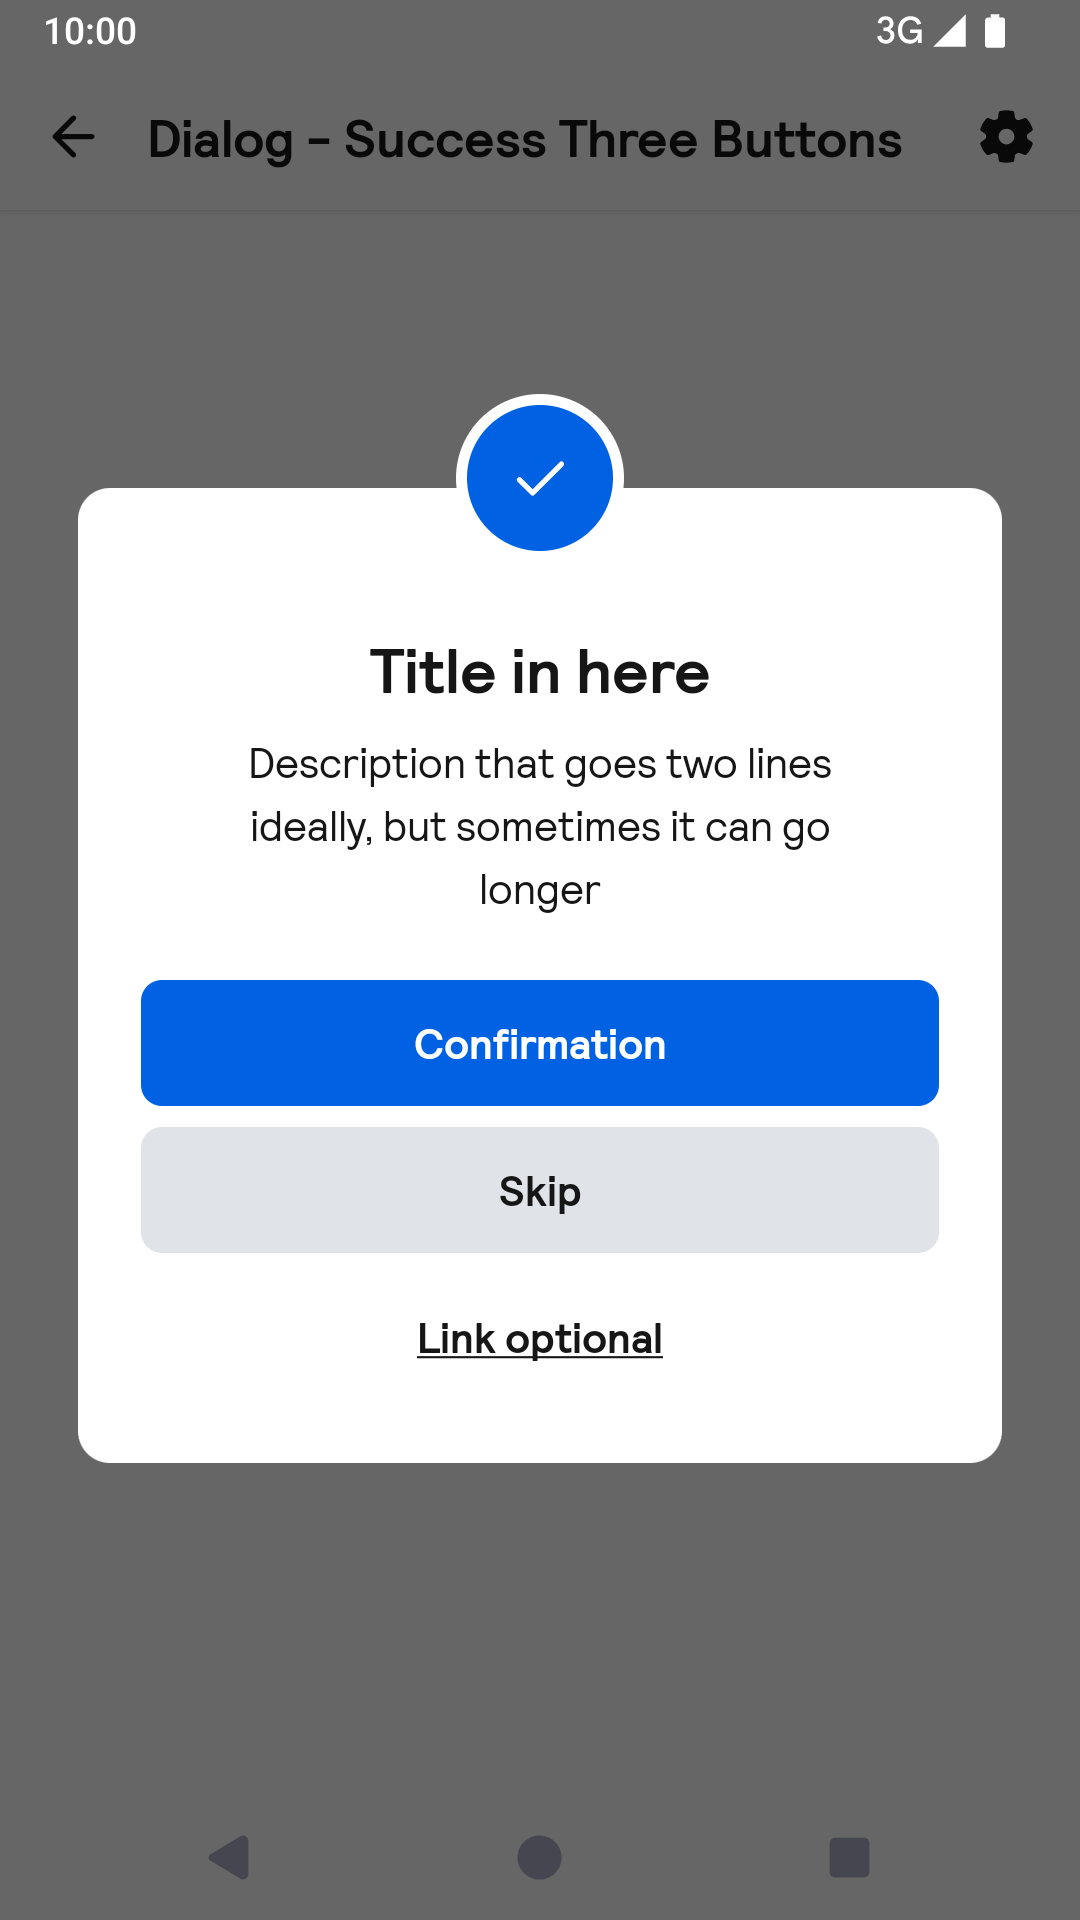 10:00
3G
Dialog - Success Three Buttons
Title in here
Description that goes two lines
ideally, but sometimes it can go
longer
Confirmation
Skip
Link optional